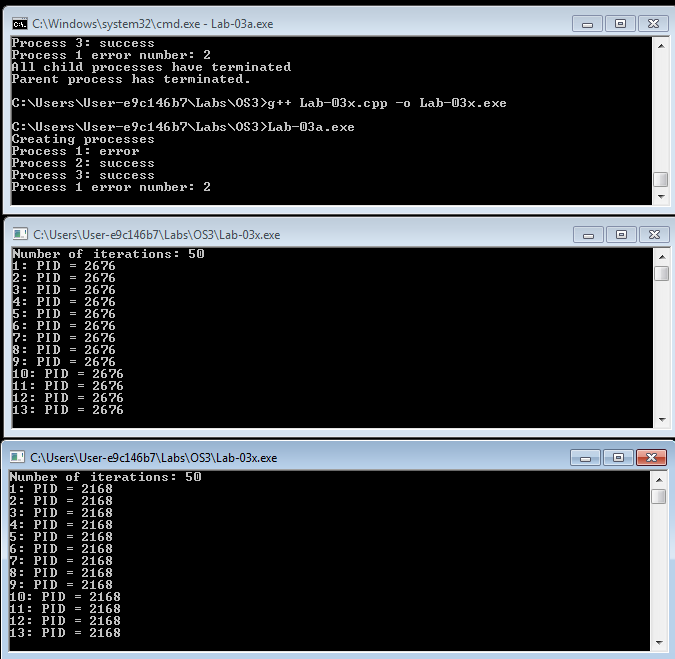 C:\Windows\system32\cmd.exe - Lab-03a.exe
Process 3: success
Process 1 error number: 2
All child processes have terminated
Parent process has terminated.
C:\Users\User-e9c146b7\Labs\OS3>g++ Lab-03x.cpp -o Lab-03x.exe
C:\Users\User-e9c146b7\Labs\OS3>Lab-03a.exe
Creating processes
Process 1: error
Process 2: success
Process 3: success
Process 1 error number: 2
C:\Users\User-e9c146b7\Labs\OS3\Lab-03x.exe
Number of iterations: 50
1: PID = 2676
2: PID = 2676
3: PID = 2676
4: PID = 2676
5: PID = 2676
6: PID = 2676
7: PID = 2676
8: PID = 2676
9: PID = 2676
10: PID = 2676
11: PID = 2676
12: PID = 2676
13: PID = 2676
C:\Users\User-e9c146b7\Labs\OS3\Lab-03x.exe
Number of iterations: 50
1: PID = 2168
2: PID = 2168
3: PID = 2168
4: PID = 2168
5: PID = 2168
6: PID = 2168
7: PID = 2168
8: PID = 2168
9: PID = 2168
10: PID = 2168
11: PID = 2168
12: PID = 2168
13: PID = 2168